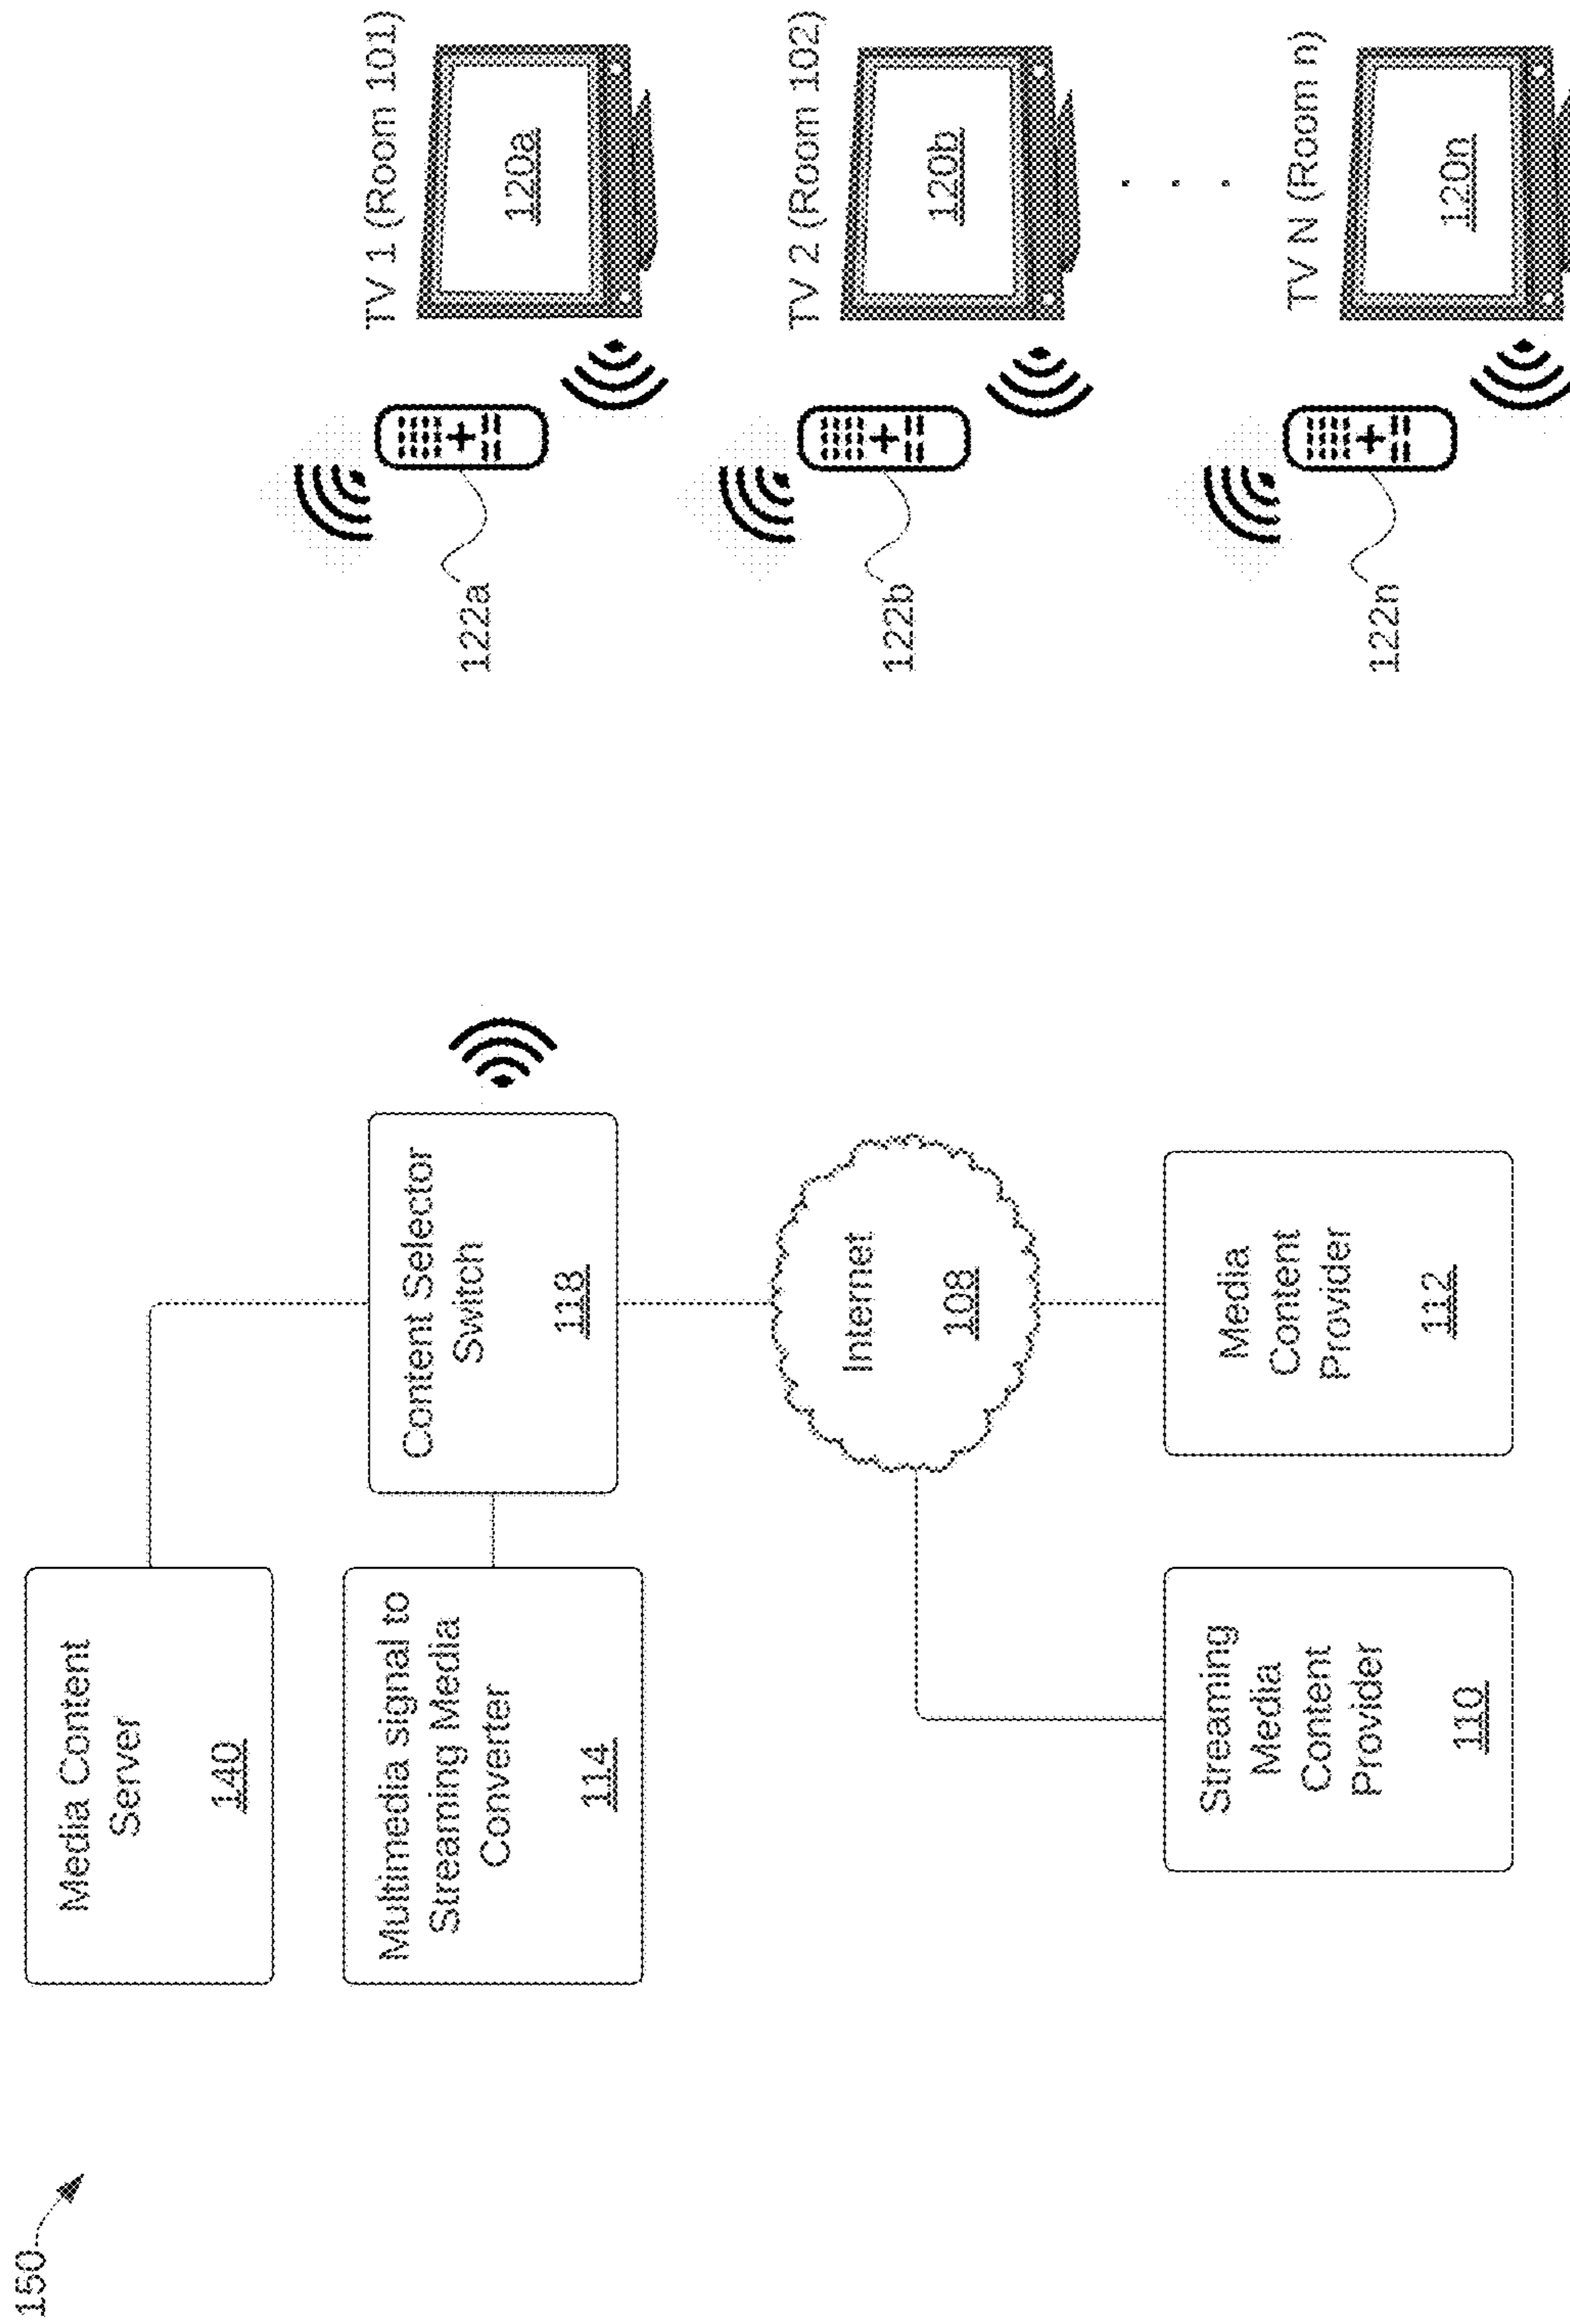 150
Media Content
Server
140
Multimedia signal to
Streaming Media
Converter
114
Content Selector
Switch
118
Internet
108
Streaming
Media
Content
Provider
110
Media
Content
Provider
112
TV 1 (Room 101)
120a
122a
TV 2 (Room 102)
120b
122b
. . .
TV N (Room n)
120n
122n